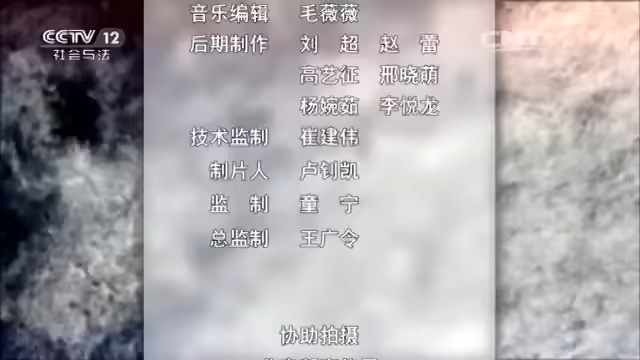 CCTV 12
社会与法
音乐编辑 毛薇薇
后期制作 刘超 赵蕾
高艺征 邢晓萌
杨婉茹 李悦龙
技术监制 崔建伟
制片人 卢钊凯
监制 童宁
总监制 王广令
协助拍摄